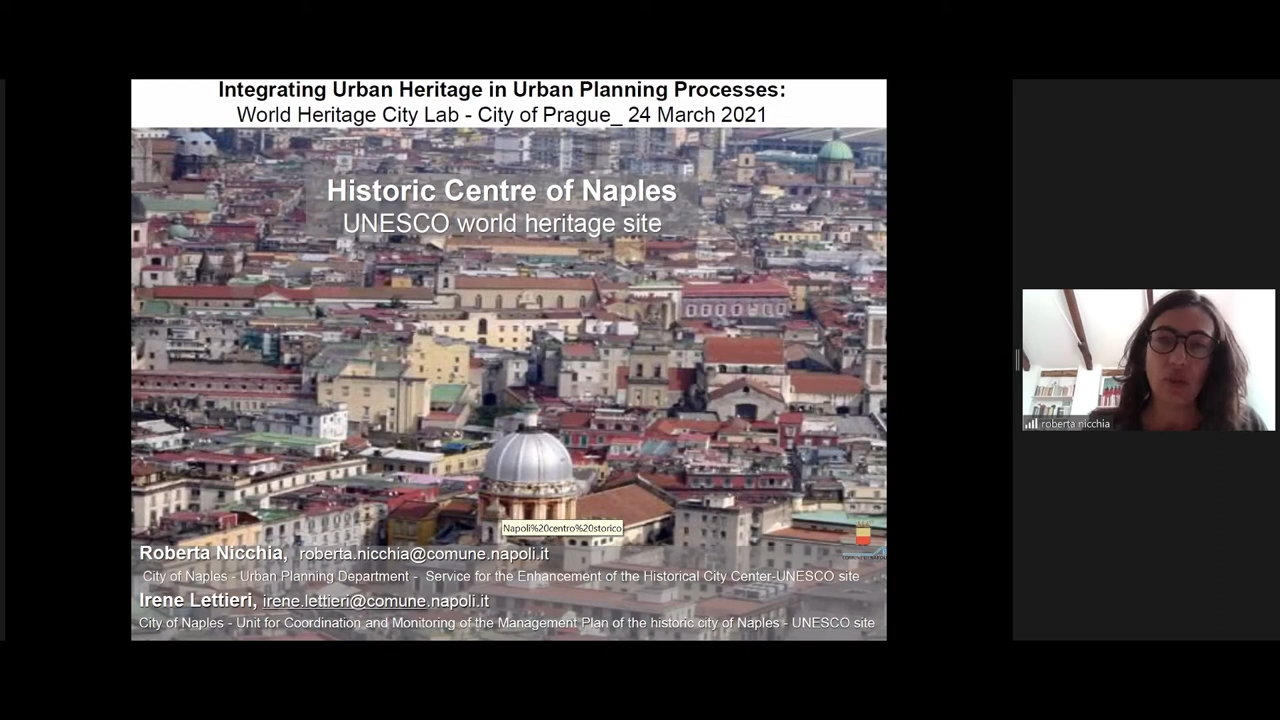 Integrating Urban Heritage in Urban Planning Processes:
World Heritage City Lab - City of Prague_ 24 March 2021
Historic Centre of Naples
UNESCO world heritage site
Napoli%20centro%20storico
Roberta Nicchia, roberta.nicchia@comune.napoli.it
City of Naples - Urban Planning Department - Service for the Enhancement of the Historical City Center-UNESCO site
Irene Lettieri, irene.lettieri@comune.napoli.it
City of Naples - Unit for Coordination and Monitoring of the Management Plan of the historic city of Naples - UNESCO site
COMUNE DI NAPOLI
roberta nicchia